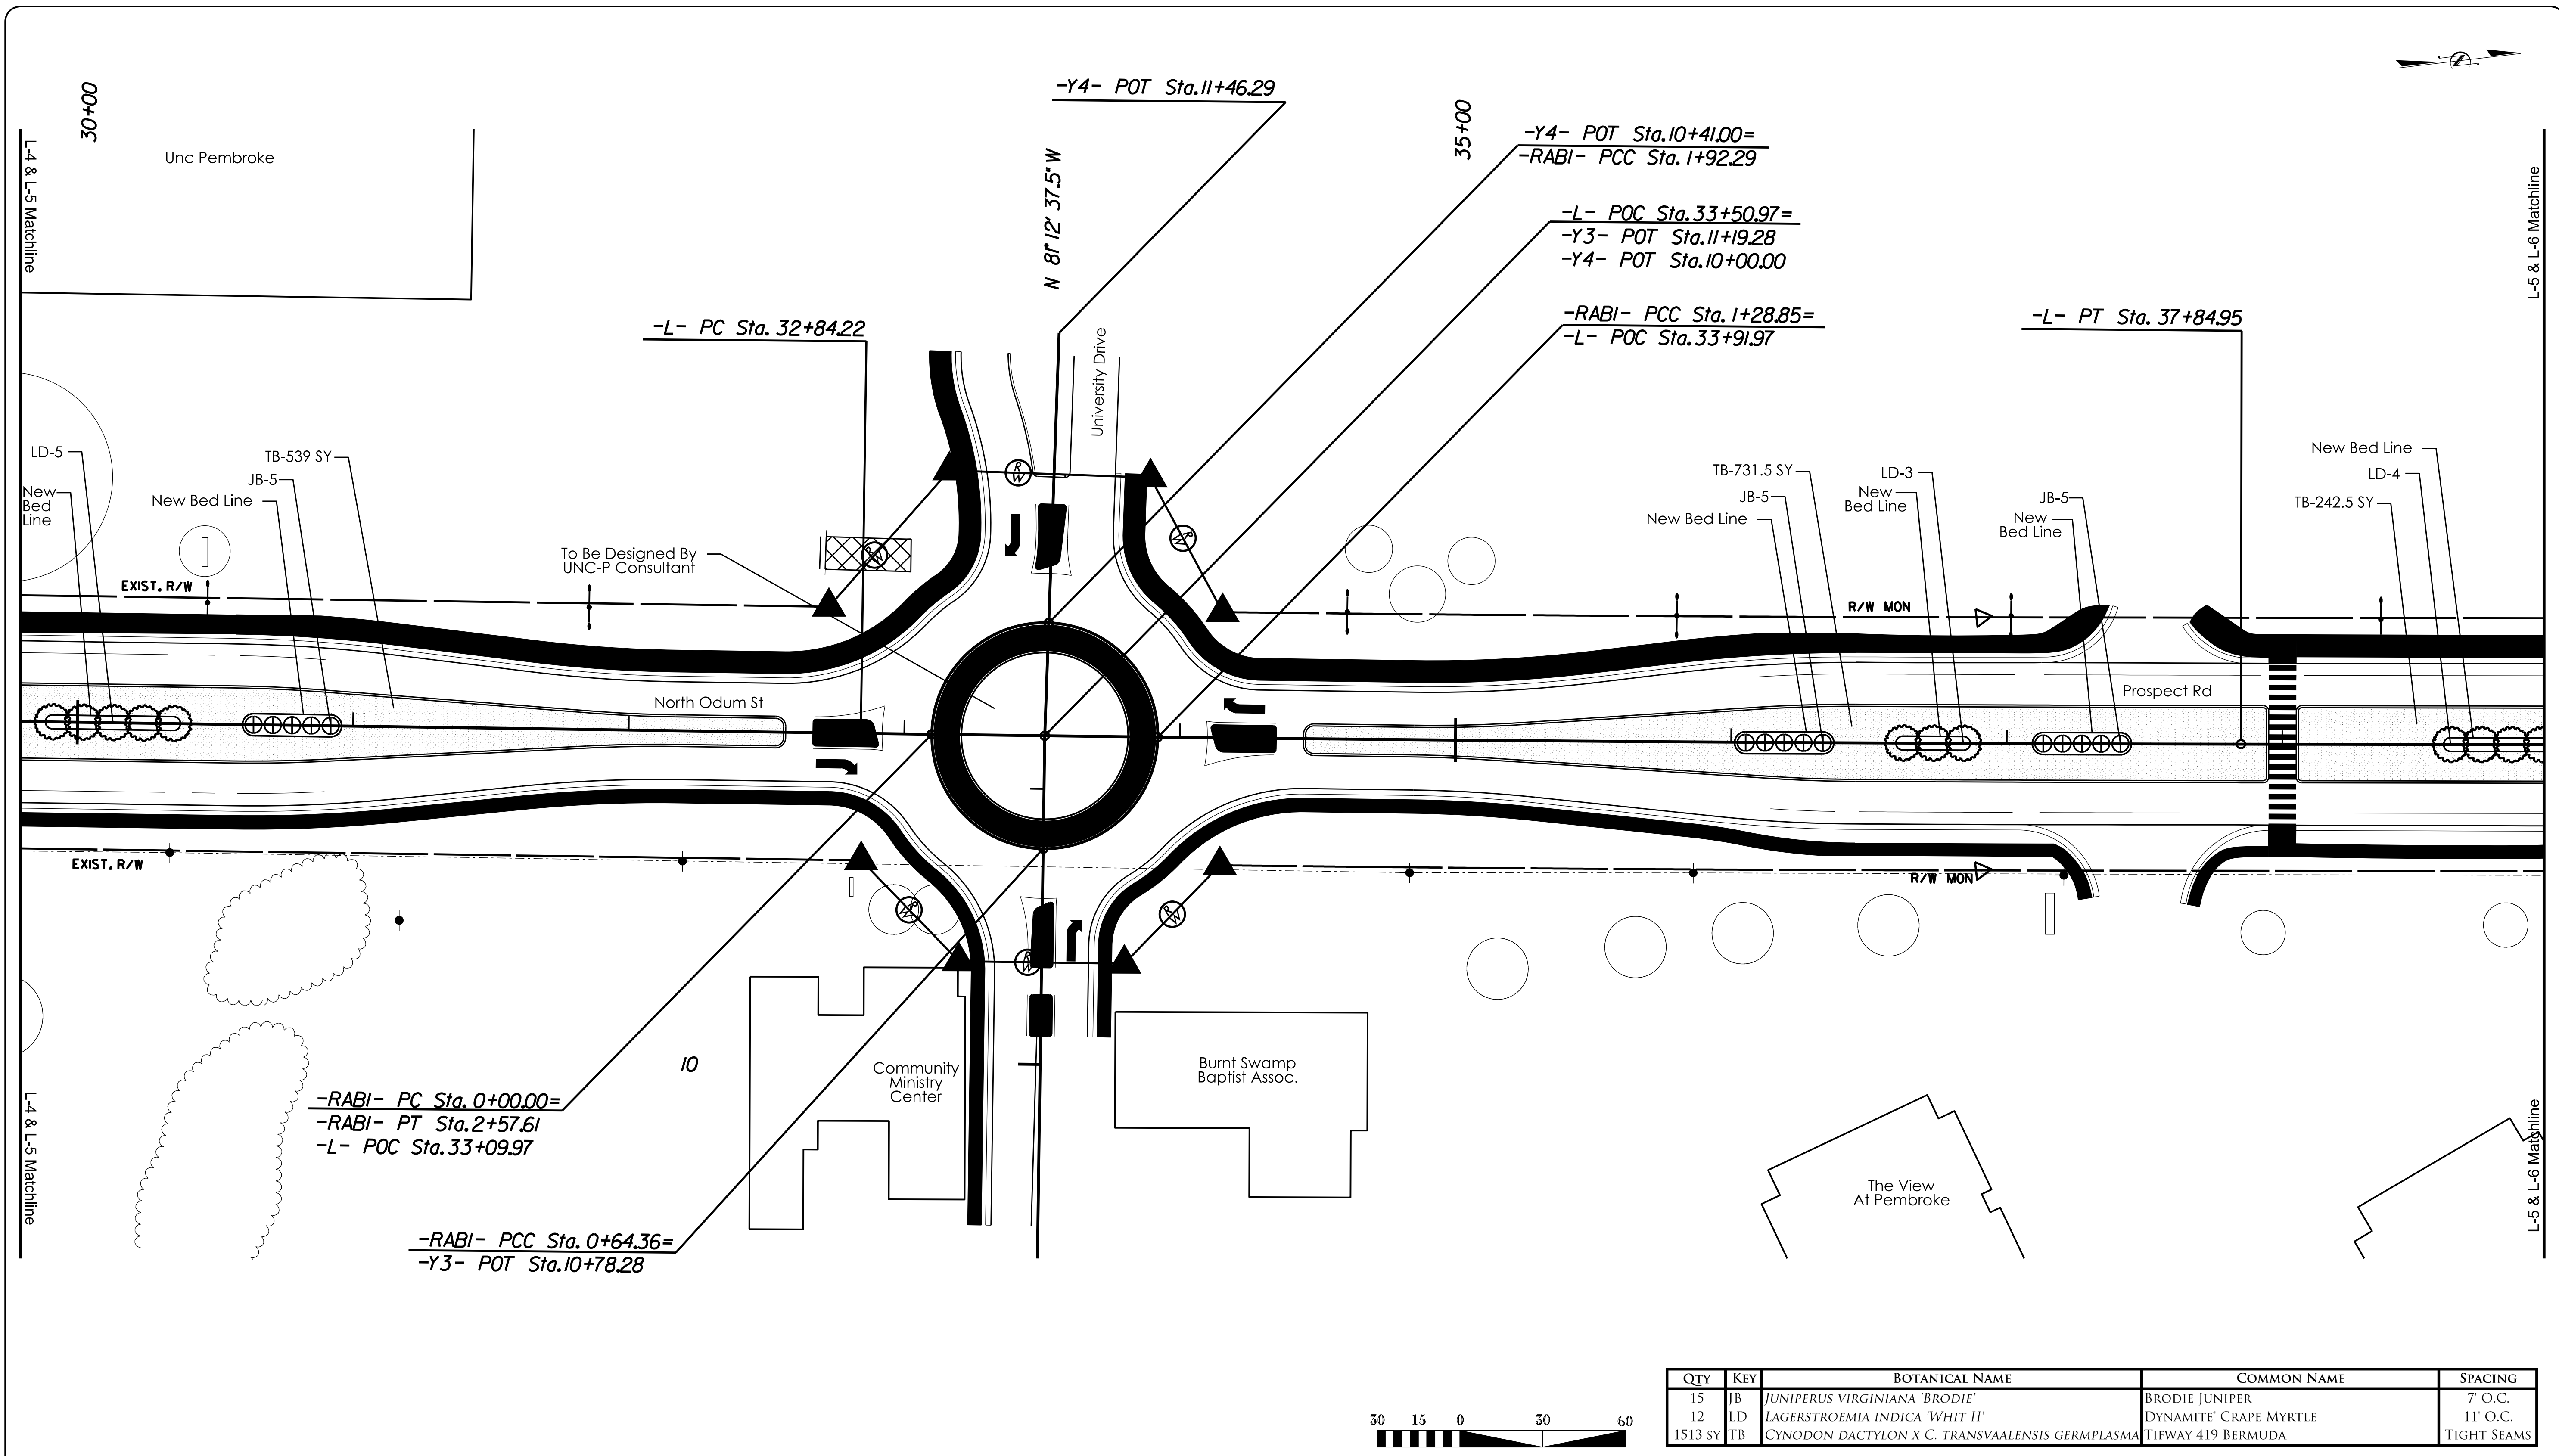 -Y4- POT Sta. 11+46.29
30+00
35+00
-Y4- POT Sta. 10+41.00=
-RAB1- PCC Sta. 1+92.29
L-4 & L-5 Matchline
Unc Pembroke
N 81° 12' 37.5" W
L-5 & L-6 Matchline
-L- POC Sta. 33+50.97=
-Y3- POT Sta. 11+19.28
-Y4- POT Sta. 10+00.00
-L- PC Sta. 32+84.22
-RAB1- PCC Sta. 1+28.85=
-L- POC Sta. 33+91.97
-L- PT Sta. 37+84.95
University Drive
LD-5
TB-539 SY
JB-5
New
Bed
Line
New Bed Line
To Be Designed By
UNC-P Consultant
R/W
R/W
R/W
TB-731.5 SY
JB-5
New Bed Line
LD-3
New
Bed Line
JB-5
New
Bed Line
New Bed Line
LD-4
TB-242.5 SY
EXIST. R/W
R/W MON
North Odum St
Prospect Rd
EXIST. R/W
R/W MON
R/W
R/W
R/W
10
Community
Ministry
Center
Burnt Swamp
Baptist Assoc.
L-4 & L-5 Matchline
-RAB1- PC Sta. 0+00.00=
-RAB1- PT Sta. 2+57.61
-L- POC Sta. 33+09.97
The View
At Pembroke
L-5 & L-6 Matchline
-RAB1- PCC Sta. 0+64.36=
-Y3- POT Sta. 10+78.28
30 15 0 30 60
QTY KEY BOTANICAL NAME COMMON NAME SPACING
15 JB JUNIPERUS VIRGINIANA 'BRODIE' BRODIE JUNIPER 7' O.C.
12 LD LAGERSTROEMIA INDICA 'WHIT II' DYNAMITE' CRAPE MYRTLE 11' O.C.
1513 SY TB CYNODON DACTYLON X C. TRANSVAALENSIS GERMPLASMA TIFWAY 419 BERMUDA TIGHT SEAMS